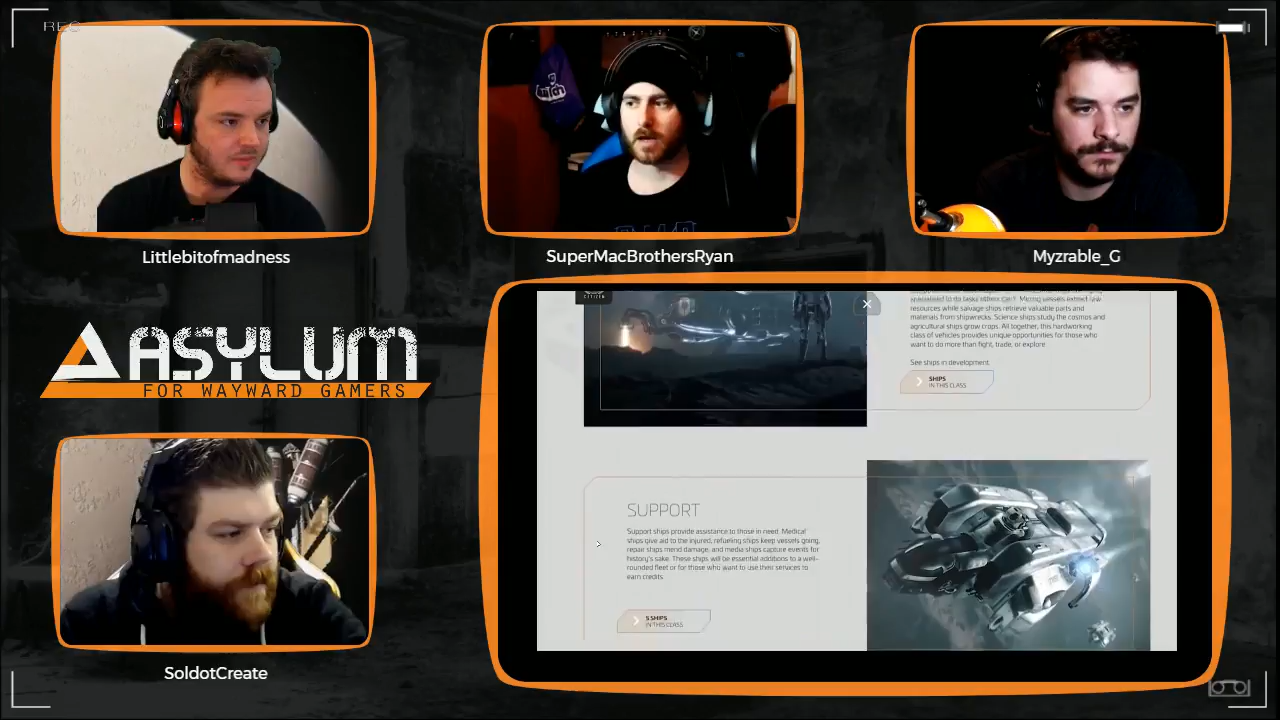 REC
Littlebitofmadness
SuperMacBrothersRyan
Myzrable_G
ASYLUM
FOR WAYWARD GAMERS
SoldotCreate
CITIZEN
resources while salvage ships retrieve valuable parts and
materials from shipwrecks. Science ships study the cosmos and
agricultural ships grow crops. All together, this hardworking
class of vehicles provides unique opportunities for those who
want to do more than fight, trade, or explore
See ships in development.
SHIPS
IN THIS CLASS
SUPPORT
Support ships provide assistance to those in need. Medical
ships give aid to the injured, refueling ships keep vessels going,
repair ships mend damage, and media ships capture events for
history's sake. These ships will be essential additions to a well-
rounded fleet or for those who want to use their services to
earn credits.
5 SHIPS
IN THIS CLASS